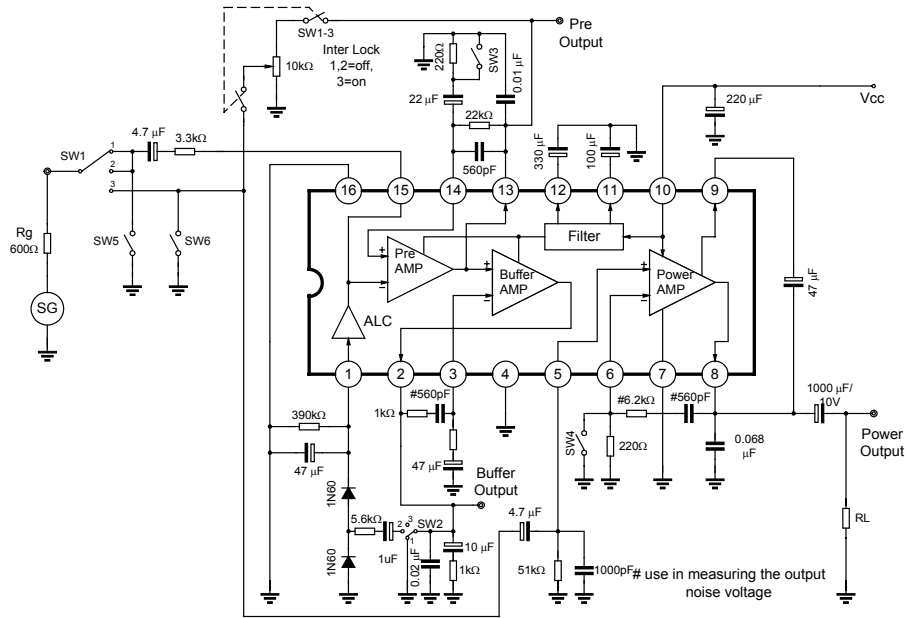 SW1-3
Pre
Output
Inter Lock
1,2=off,
3=on
10kΩ
220Ω
SW3
0.01 µF
22 µF
22kΩ
560pF
330 µF
100 µF
220 µF
Vcc
SW1
1
2
3
4.7 µF
3.3kΩ
Rg
600Ω
SG
SW5
SW6
16
15
14
13
12
11
10
9
Filter
+
Pre
AMP
−
+
Buffer
AMP
−
+
Power
AMP
−
ALC
47 µF
1
2
3
4
5
6
7
8
390kΩ
47 µF
1N60
1N60
5.6kΩ
1uF
2
3
1
SW2
0.02 µF
1kΩ
#560pF
47 µF
Buffer
Output
10 µF
1kΩ
4.7 µF
51kΩ
1000pF
SW4
#6.2kΩ
220Ω
#560pF
0.068
µF
1000 µF/
10V
Power
Output
RL
# use in measuring the output
noise voltage